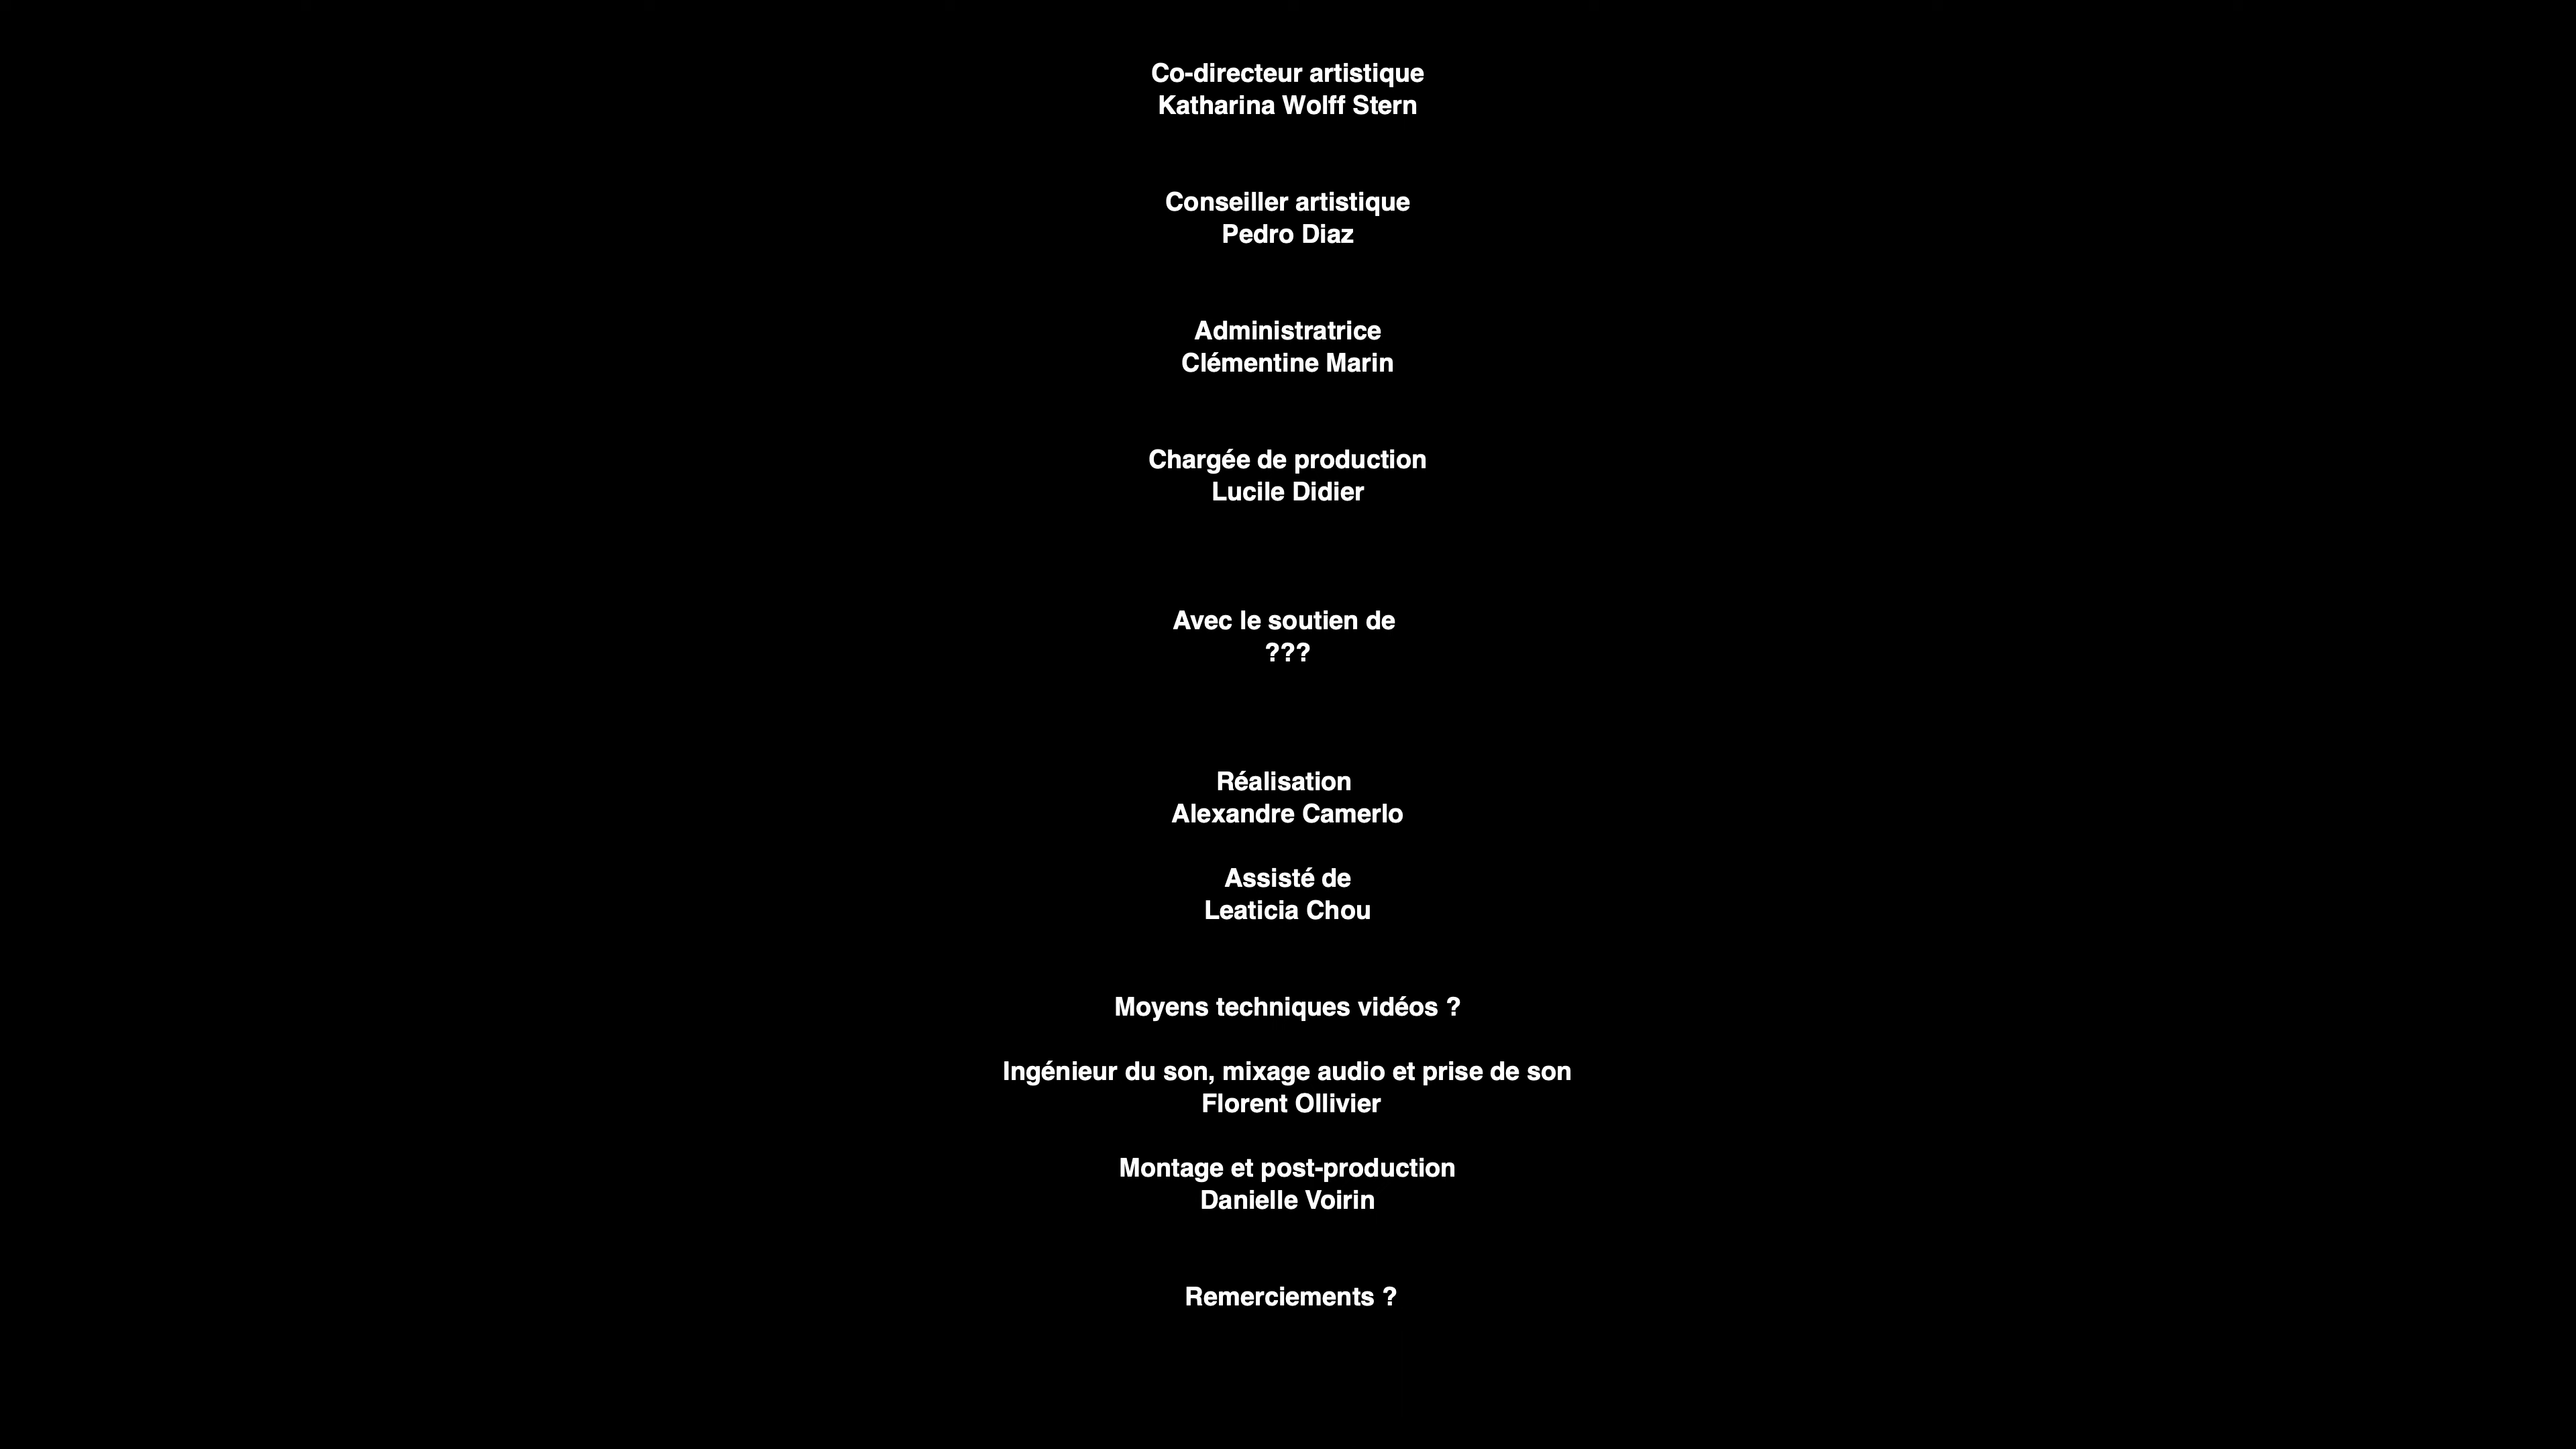 Co-directeur artistique
Katharina Wolff Stern
Conseiller artistique
Pedro Diaz
Administratrice
Clémentine Marin
Chargée de production
Lucile Didier
Avec le soutien de
???
Réalisation
Alexandre Camerlo
Assisté de
Leaticia Chou
Moyens techniques vidéos ?
Ingénieur du son, mixage audio et prise de son
Florent Ollivier
Montage et post-production
Danielle Voirin
Remerciements ?